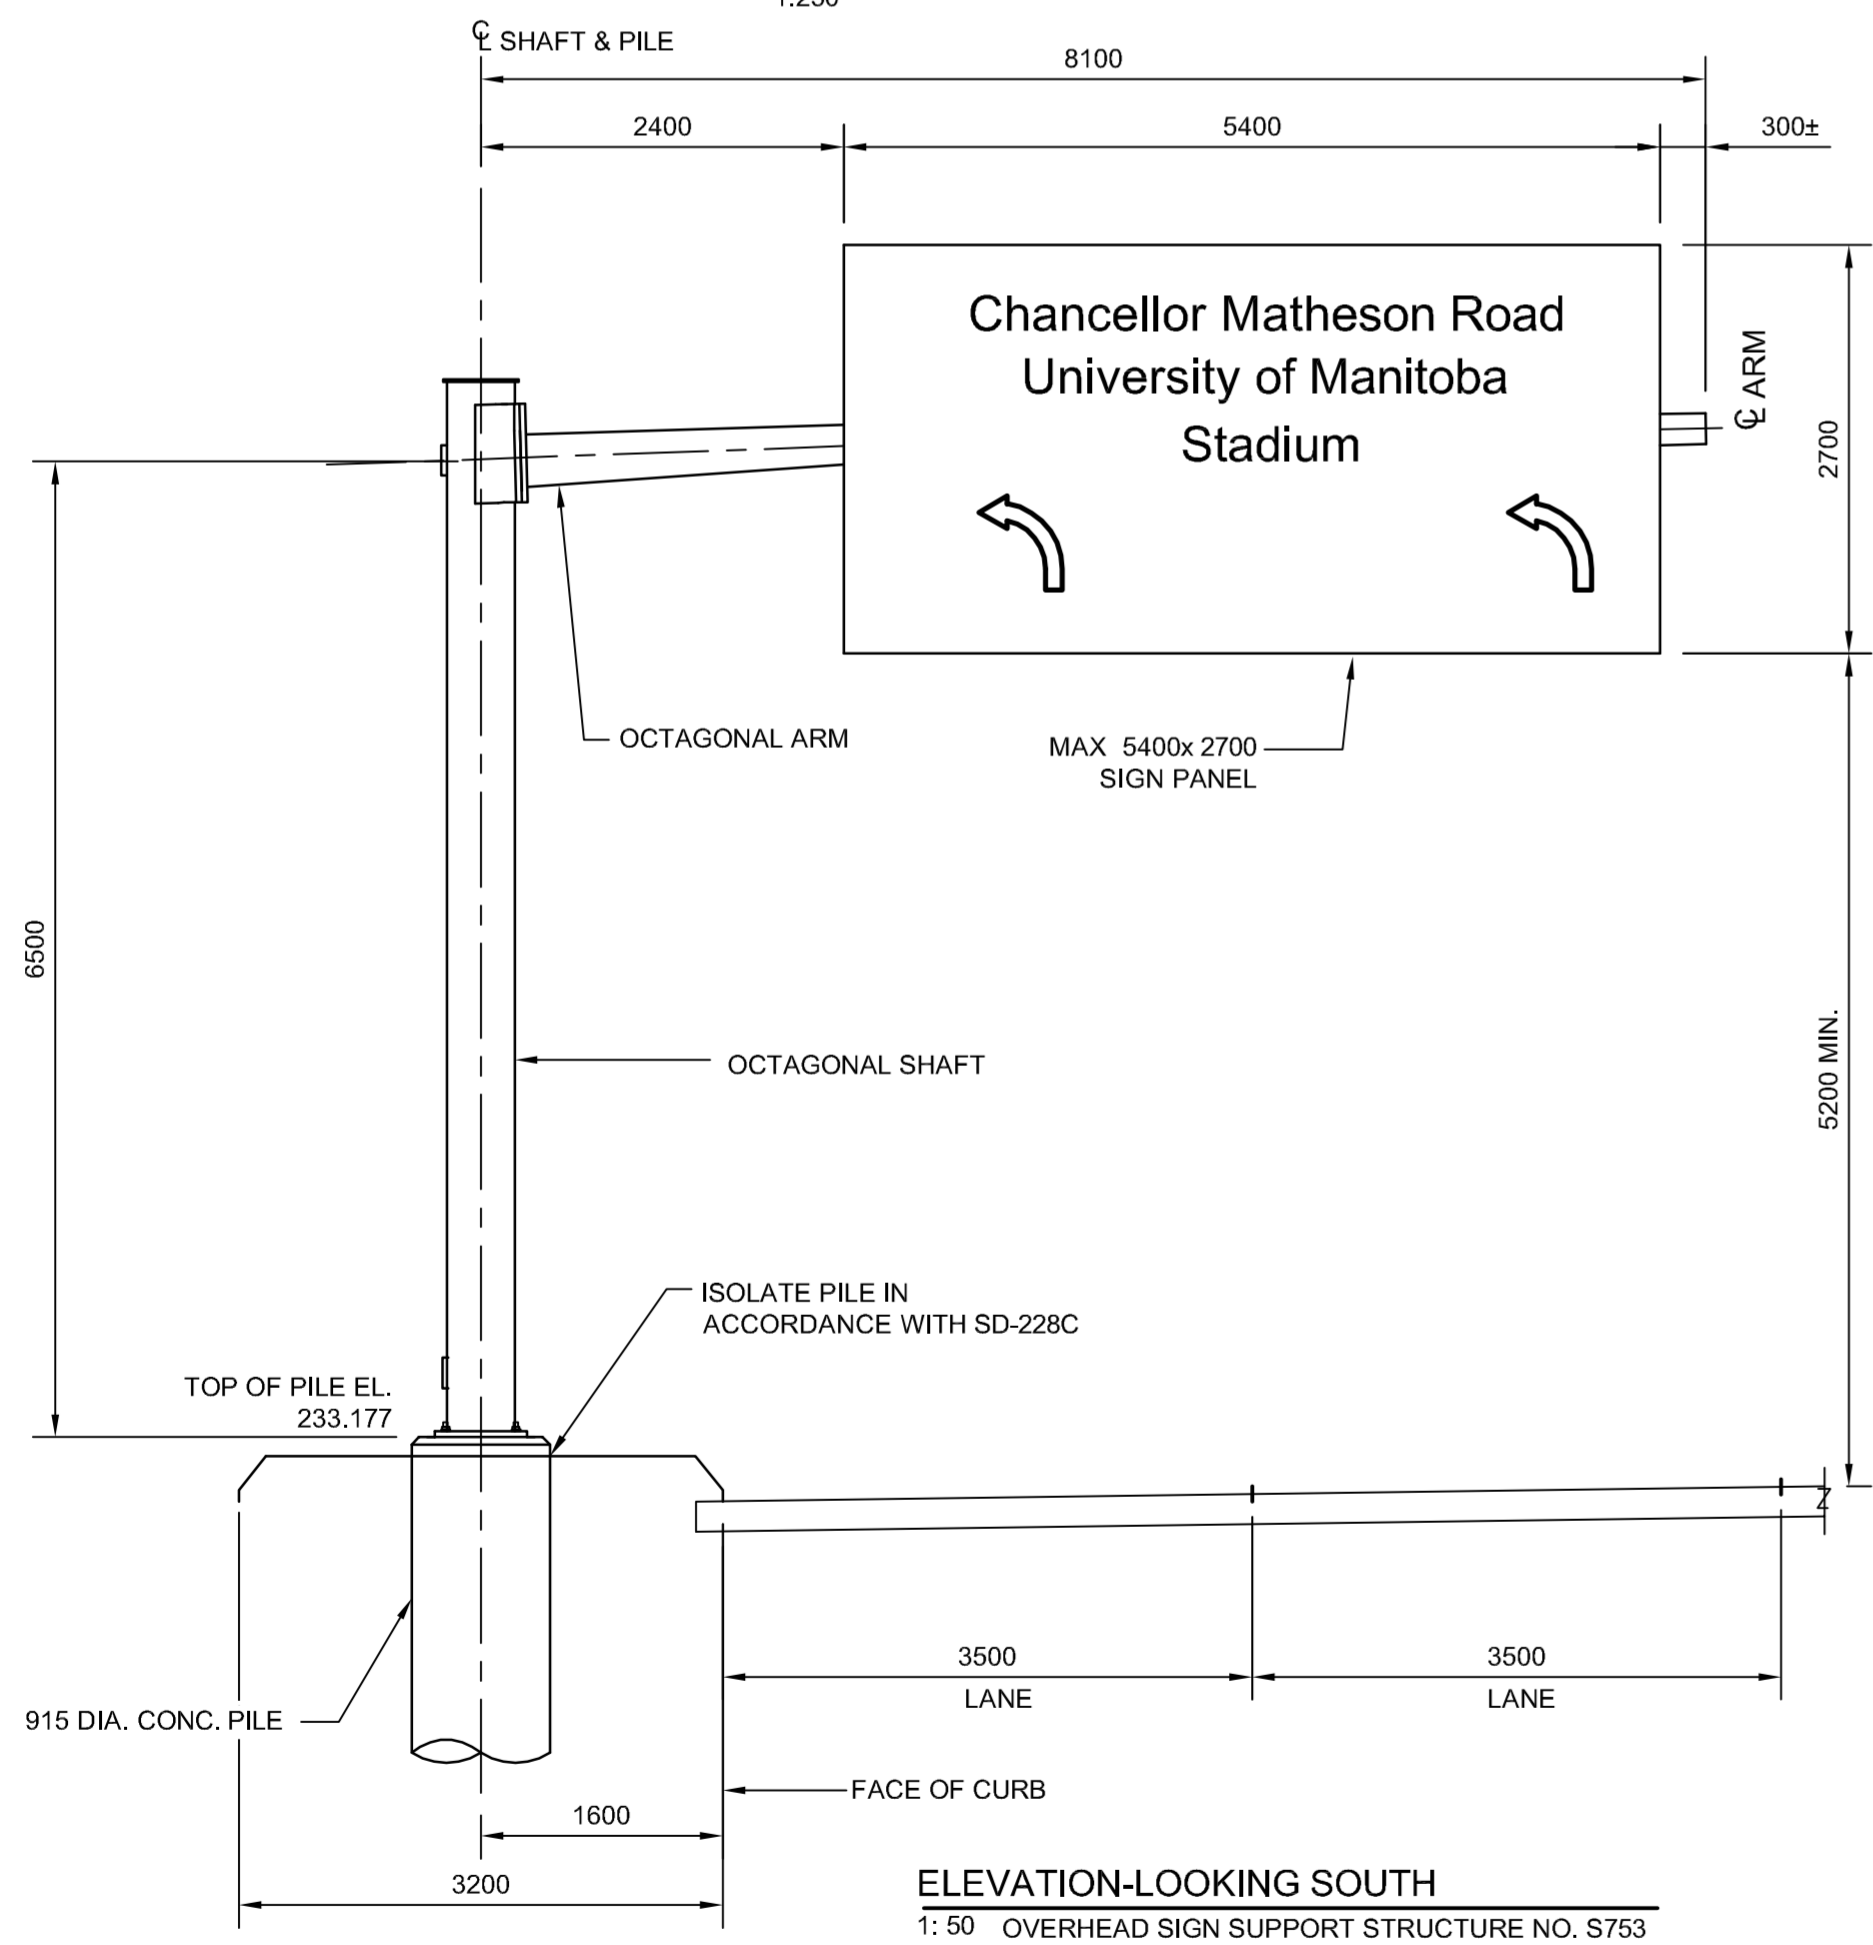 ℄ SHAFT & PILE
8100
2400
5400
300±
Chancellor Matheson Road
University of Manitoba
Stadium
℄ ARM
2700
OCTAGONAL ARM
MAX 5400x 2700
SIGN PANEL
6500
OCTAGONAL SHAFT
5200 MIN.
ISOLATE PILE IN
ACCORDANCE WITH SD-228C
TOP OF PILE EL.
233.177
3500
LANE
3500
LANE
915 DIA. CONC. PILE
FACE OF CURB
1600
3200
ELEVATION-LOOKING SOUTH
1: 50 OVERHEAD SIGN SUPPORT STRUCTURE NO. S753